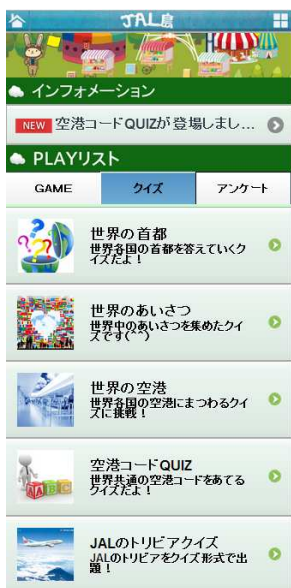 JAL島
インフォメーション
NEW 空港コードQUIZが登場しまし...
PLAYリスト
GAME クイズ アンケート
世界の首都
世界各国の首都を答えていくク
イズだよ！
世界のあいさつ
世界中のあいさつを集めたクイ
ズです(^^)
世界の空港
世界各国の空港にまつわるクイ
ズに挑戦！
空港コードQUIZ
世界共通の空港コードをあてる
クイズだよ！
ABC
JALのトリビアクイズ
JALのトリビアをクイズ形式で出
題！